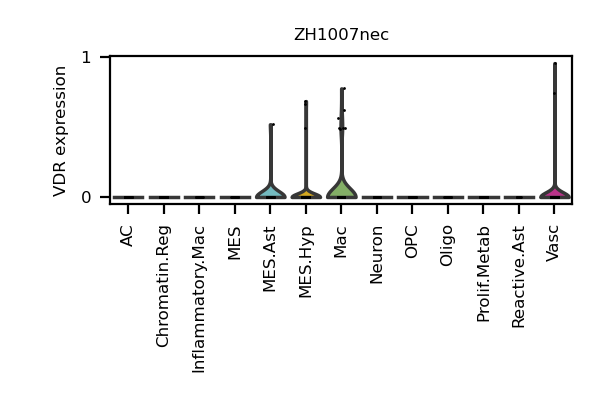 ZH1007nec
VDR expression
1
0
AC
Chromatin.Reg
Inflammatory.Mac
MES
MES.Ast
MES.Hyp
Mac
Neuron
OPC
Oligo
Prolif.Metab
Reactive.Ast
Vasc